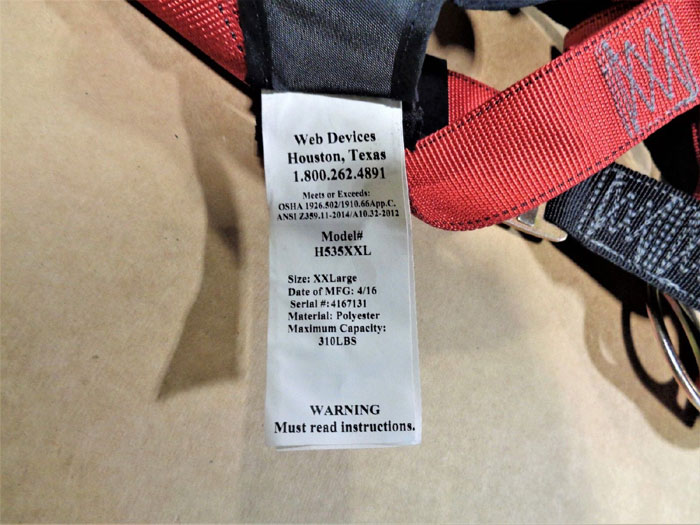 Web Devices
Houston, Texas
1.800.262.4891
Meets or Exceeds:
OSHA 1926.502/1910.66App.C.
ANSI Z359.11-2014/A10.32-2012
Model#
H535XXL
Size: XXLarge
Date of MFG: 4/16
Serial #: 4167131
Material: Polyester
Maximum Capacity:
310LBS
WARNING
Must read instructions.